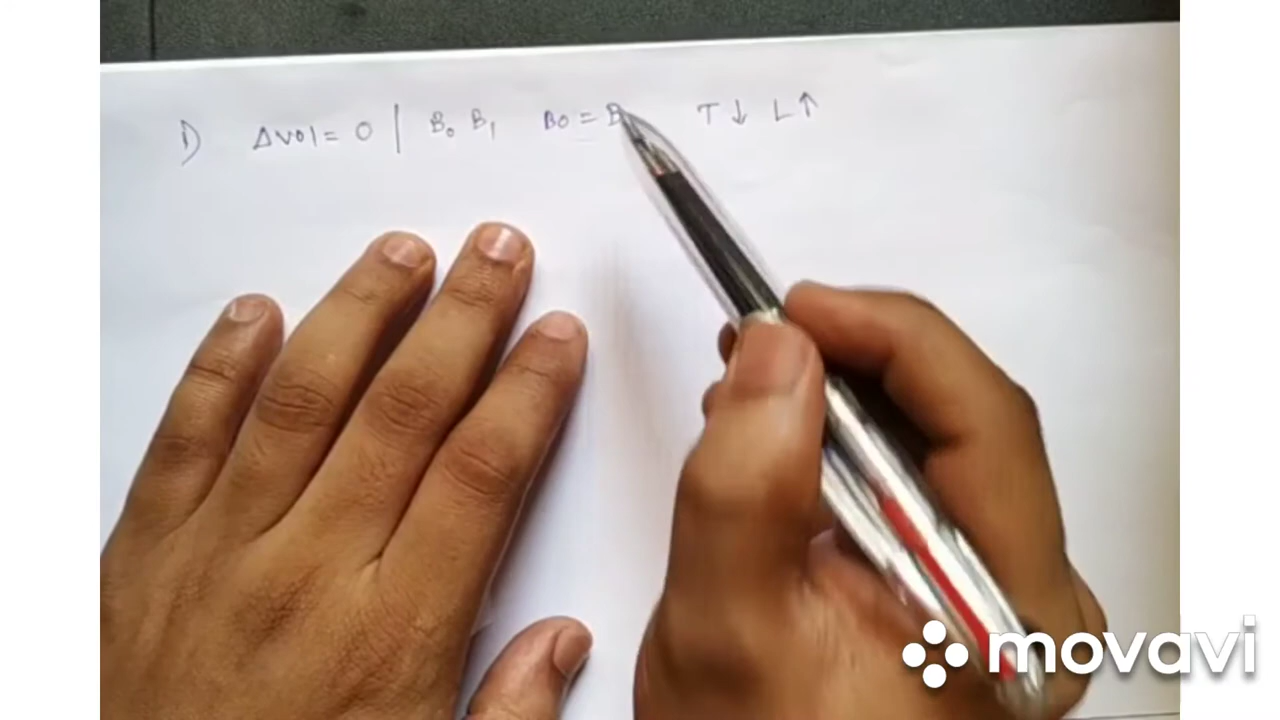 1) Δvol = 0 | B₀ B₁ B0 = B T ↓ L ↑
movavi